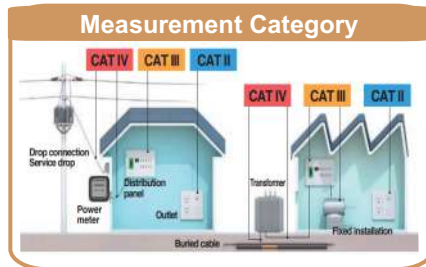 Measurement Category
CAT IV CAT III CAT II
CAT IV CAT III CAT II
Drop connection
Service drop
Distribution
panel
Power
meter
Outlet
Transformer
Fixed installation
Buried cable